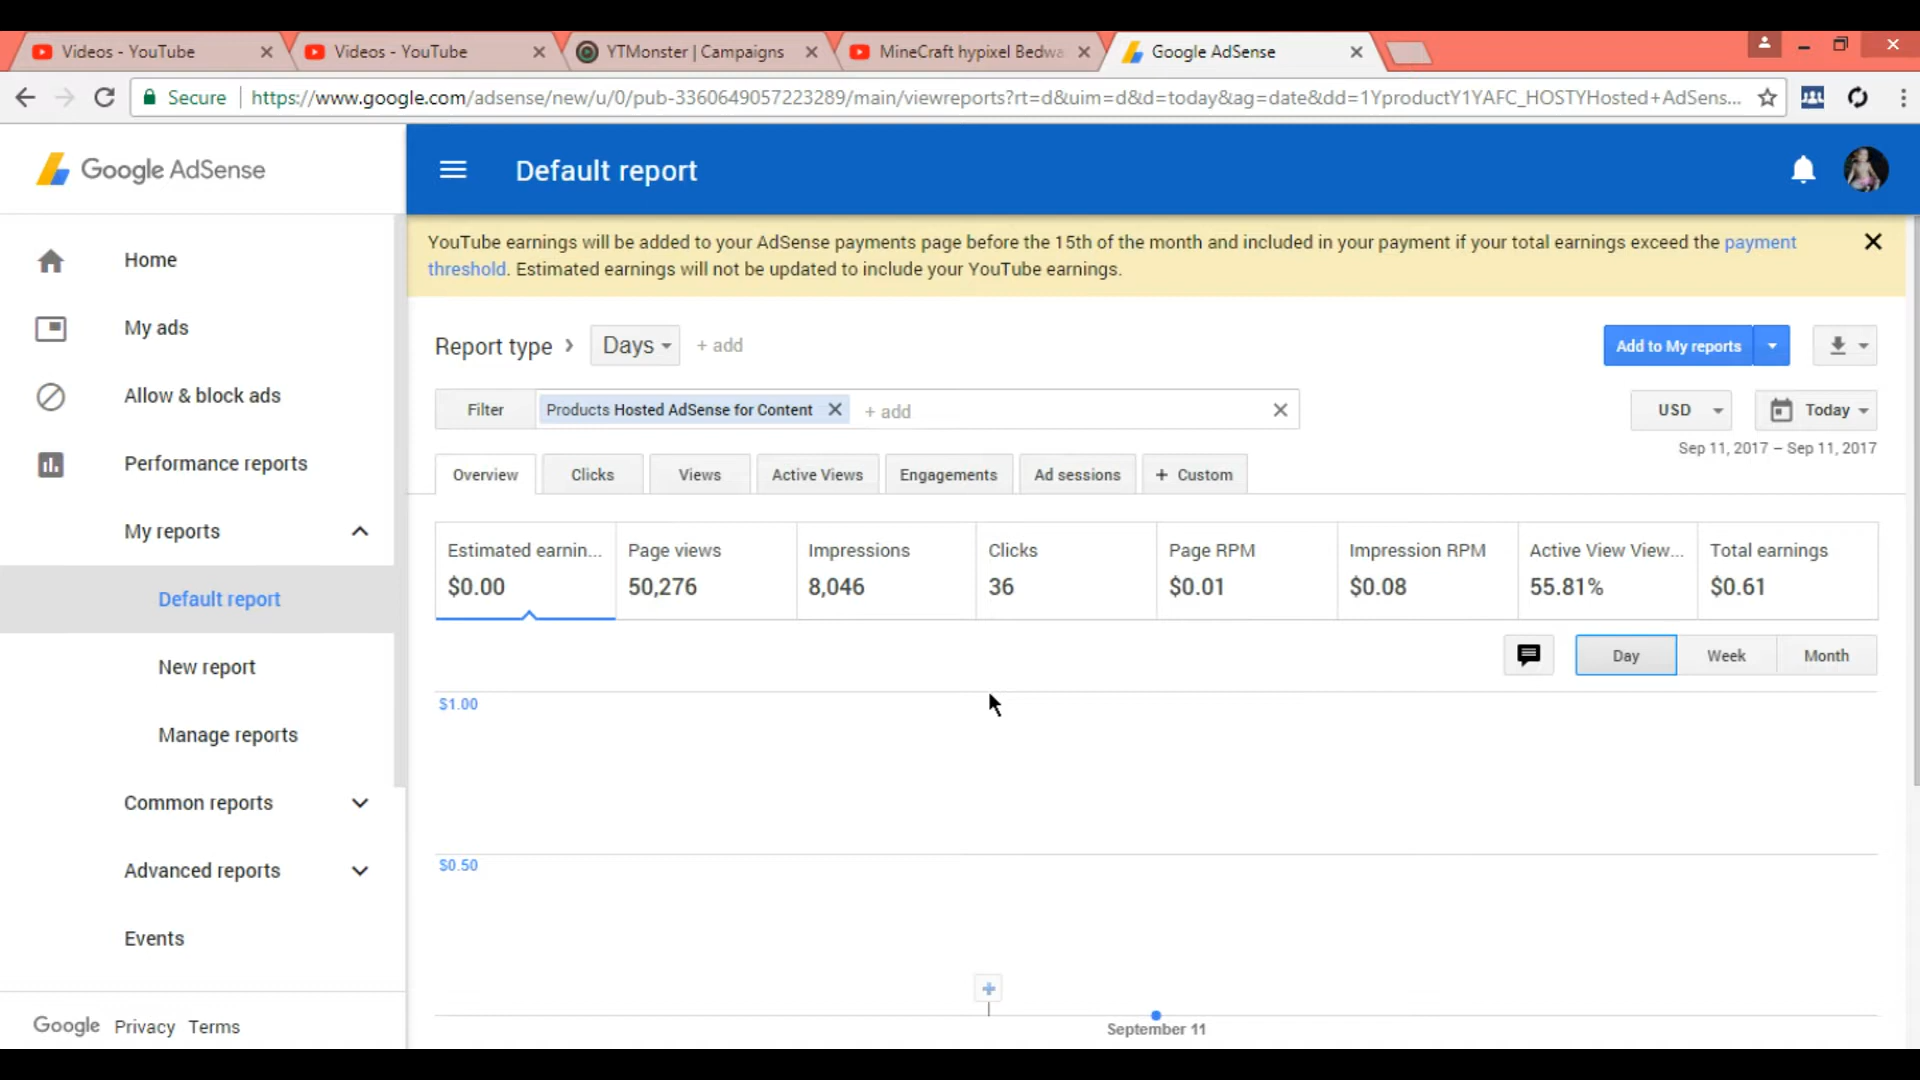 Videos - YouTube
Videos - YouTube
YTMonster | Campaigns
MineCraft hypixel Bedwa
Google AdSense
Secure
https://www.google.com/adsense/new/u/0/pub-3360649057223289/main/viewreports?rt=d&uim=d&d=today&ag=date&dd=1YproductY1YAFC_HOSTYHosted+AdSens...
Google AdSense
Default report
Home
My ads
Allow & block ads
Performance reports
My reports
Default report
New report
Manage reports
Common reports
Advanced reports
Events
Google Privacy Terms
YouTube earnings will be added to your AdSense payments page before the 15th of the month and included in your payment if your total earnings exceed the payment
threshold. Estimated earnings will not be updated to include your YouTube earnings.
Report type › Days + add
Add to My reports
Filter Products Hosted AdSense for Content + add
USD Today
Sep 11, 2017 – Sep 11, 2017
Overview Clicks Views Active Views Engagements Ad sessions + Custom
Estimated earnin... Page views Impressions Clicks Page RPM Impression RPM Active View View... Total earnings
$0.00 50,276 8,046 36 $0.01 $0.08 55.81% $0.61
Day Week Month
$1.00
$0.50
September 11